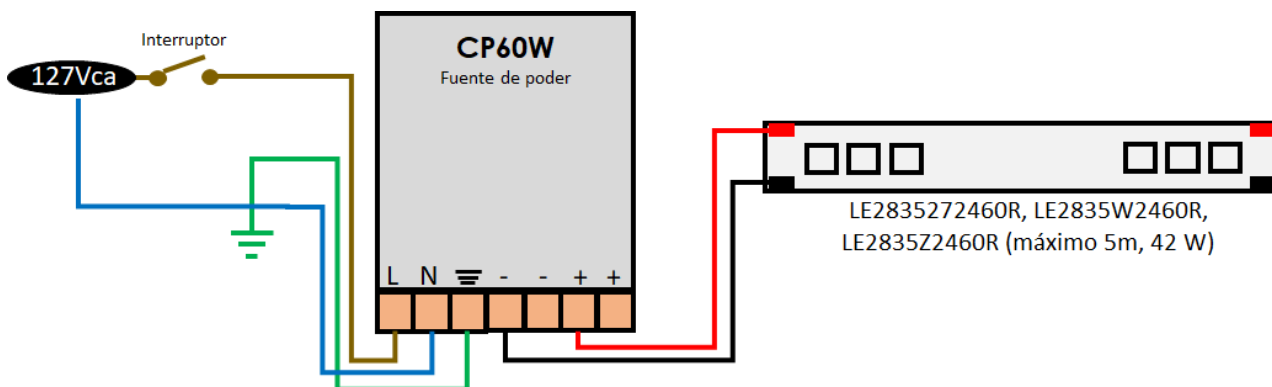 Interruptor
127Vca
CP60W
Fuente de poder
L N - - + +
LE2835272460R, LE2835W2460R,
LE2835Z2460R (máximo 5m, 42 W)